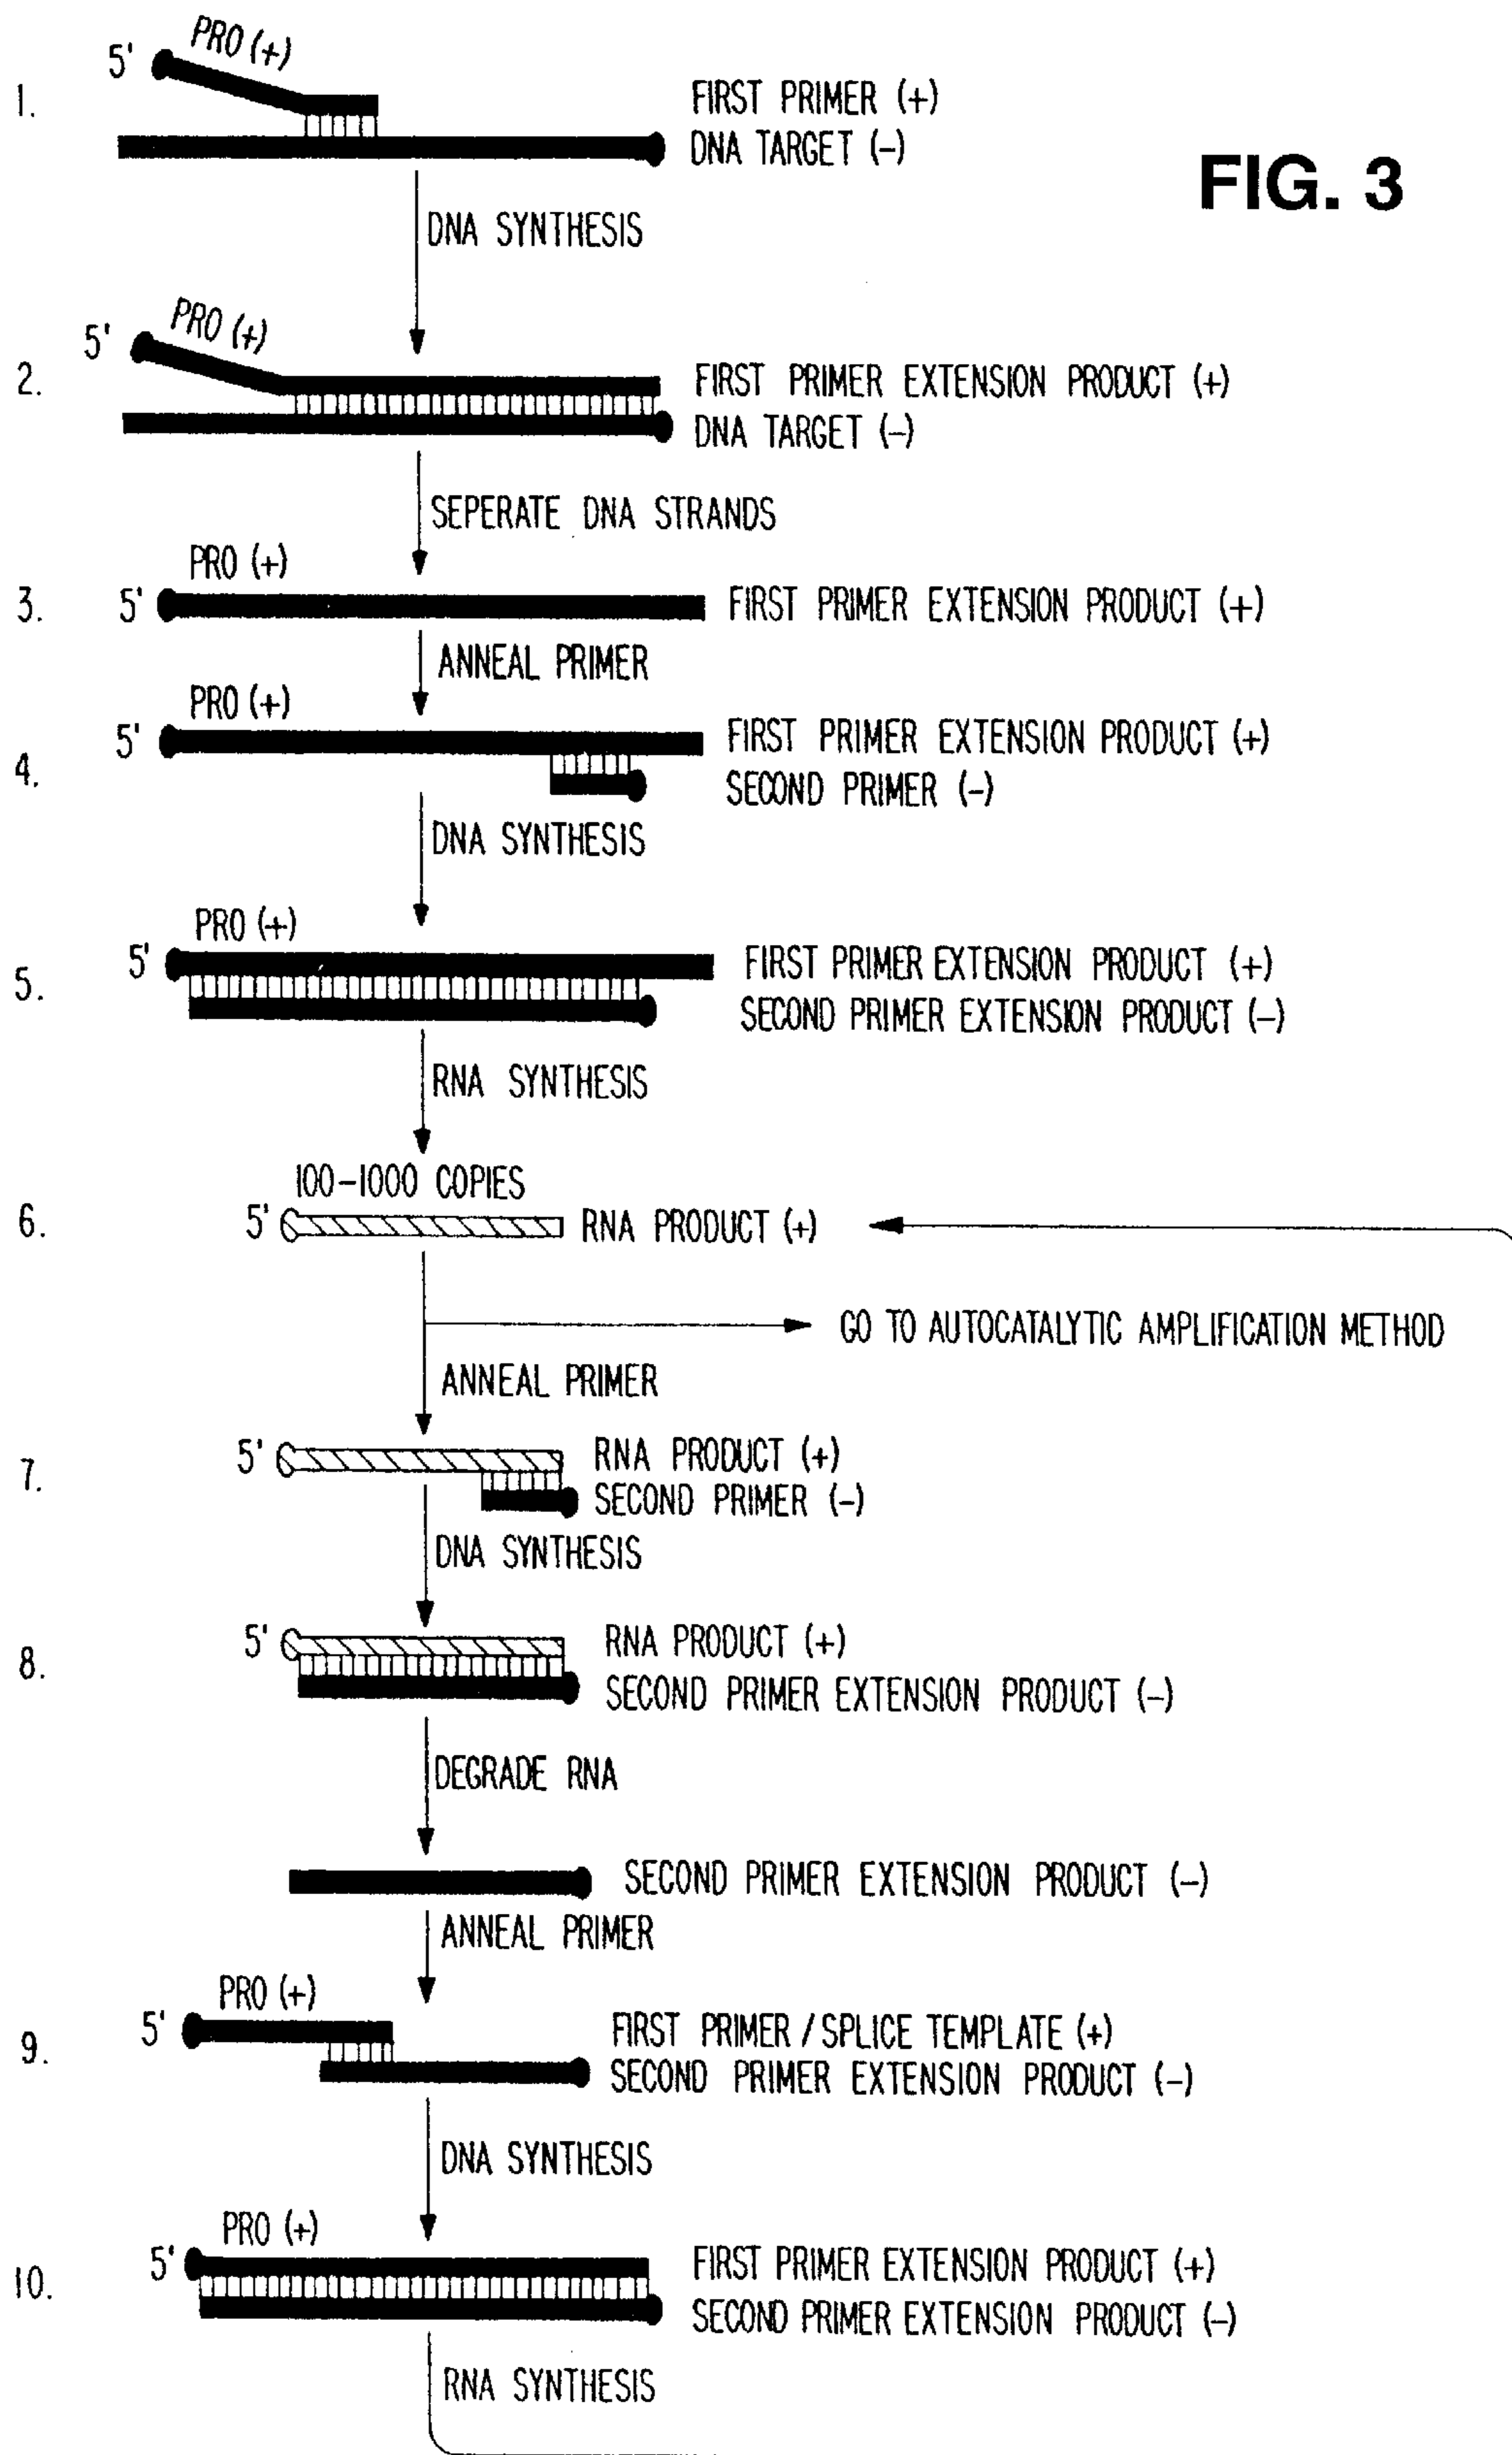 FIG. 3
1.
5' PRO (+)
FIRST PRIMER (+)
DNA TARGET (-)
DNA SYNTHESIS
2.
5' PRO (+)
FIRST PRIMER EXTENSION PRODUCT (+)
DNA TARGET (-)
SEPERATE DNA STRANDS
PRO (+)
3. 5' FIRST PRIMER EXTENSION PRODUCT (+)
ANNEAL PRIMER
PRO (+)
5' FIRST PRIMER EXTENSION PRODUCT (+)
4.
SECOND PRIMER (-)
DNA SYNTHESIS
PRO (+)
5' FIRST PRIMER EXTENSION PRODUCT (+)
5.
SECOND PRIMER EXTENSION PRODUCT (-)
RNA SYNTHESIS
100-1000 COPIES
6. 5' RNA PRODUCT (+)
GO TO AUTOCATALYTIC AMPLIFICATION METHOD
ANNEAL PRIMER
5' RNA PRODUCT (+)
7.
SECOND PRIMER (-)
DNA SYNTHESIS
5' RNA PRODUCT (+)
8.
SECOND PRIMER EXTENSION PRODUCT (-)
DEGRADE RNA
SECOND PRIMER EXTENSION PRODUCT (-)
ANNEAL PRIMER
PRO (+)
5' FIRST PRIMER / SPLICE TEMPLATE (+)
9.
SECOND PRIMER EXTENSION PRODUCT (-)
DNA SYNTHESIS
PRO (+)
5' FIRST PRIMER EXTENSION PRODUCT (+)
10.
SECOND PRIMER EXTENSION PRODUCT (-)
RNA SYNTHESIS